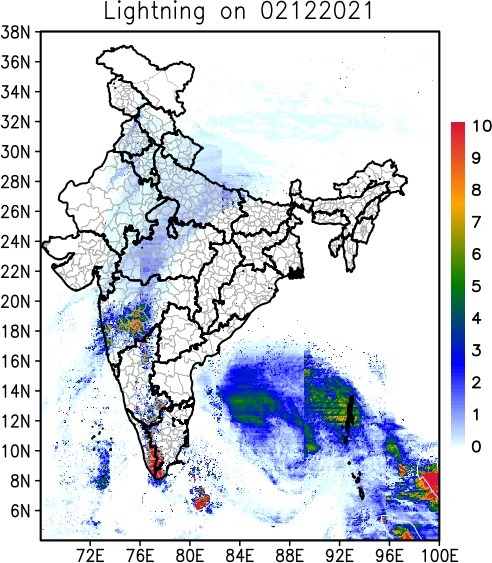 Lightning on 02122021
38N
36N
34N
32N
30N
28N
26N
24N
22N
20N
18N
16N
14N
12N
10N
8N
6N
72E 76E 80E 84E 88E 92E 96E 100E
10
9
8
7
6
5
4
3
2
1
0